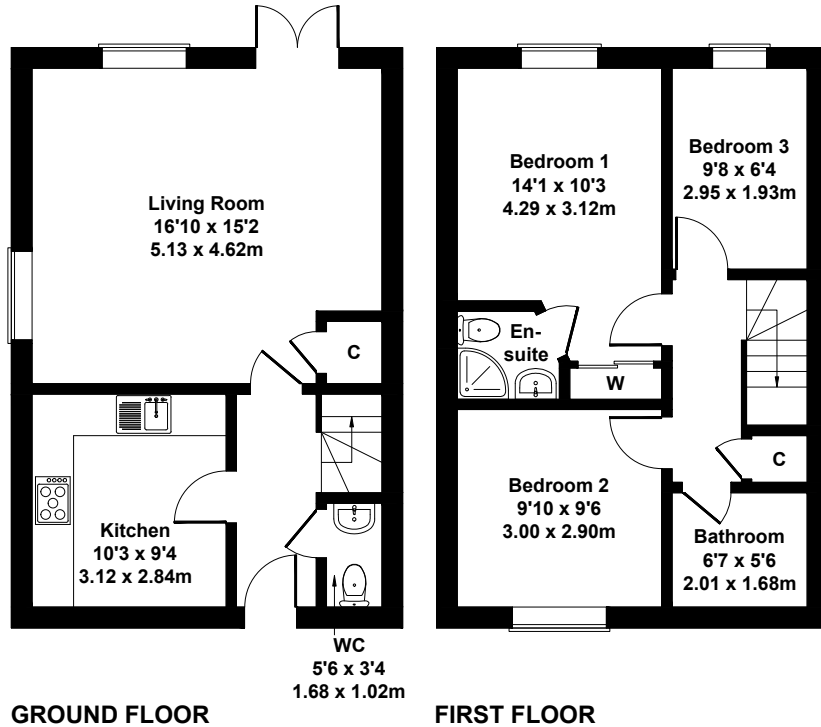 Living Room
16'10 x 15'2
5.13 x 4.62m
C
Kitchen
10'3 x 9'4
3.12 x 2.84m
WC
5'6 x 3'4
1.68 x 1.02m
GROUND FLOOR
Bedroom 1
14'1 x 10'3
4.29 x 3.12m
Bedroom 3
9'8 x 6'4
2.95 x 1.93m
En-
suite
W
C
Bedroom 2
9'10 x 9'6
3.00 x 2.90m
Bathroom
6'7 x 5'6
2.01 x 1.68m
FIRST FLOOR